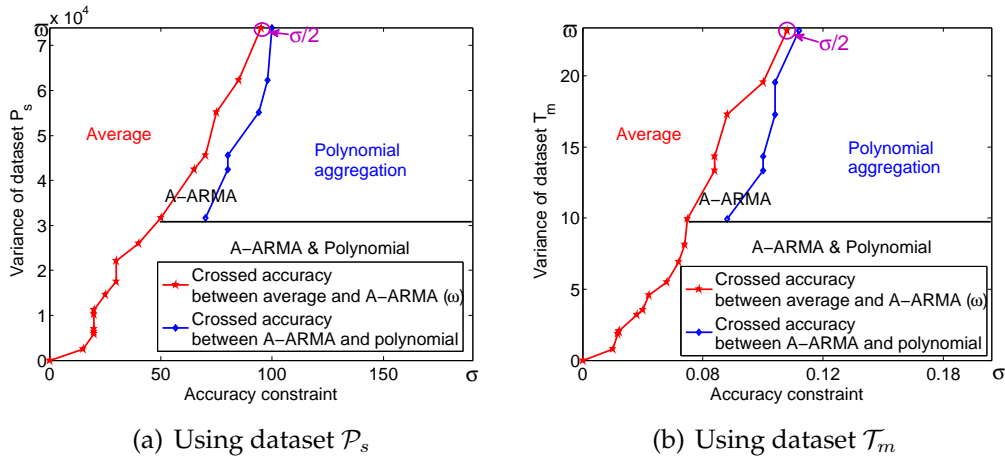 ϖ x 10⁴
7
6
5
4
3
2
1
0
0
50
100
150
σ
Variance of dataset P_s
Accuracy constraint
σ/2
Average
Polynomial
aggregation
A−ARMA
A−ARMA & Polynomial
Crossed accuracy
between average and A−ARMA (ω)
Crossed accuracy
between A−ARMA and polynomial
(a) Using dataset 𝒫_s
ϖ
20
15
10
5
0
0
0.08
0.12
0.18
σ
Variance of dataset T_m
Accuracy constraint
σ/2
Average
Polynomial
aggregation
A−ARMA
A−ARMA & Polynomial
Crossed accuracy
between average and A−ARMA (ω)
Crossed accuracy
between A−ARMA and polynomial
(b) Using dataset 𝒯_m